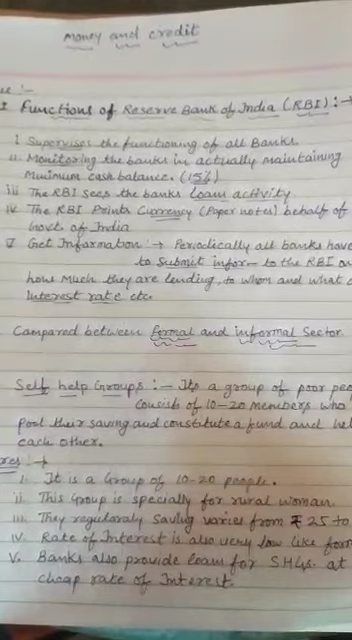 Money and credit
Functions of Reserve Bank of India (RBI) :→
i Supervises the functioning of all Banks.
ii. Monitoring the banks in actually maintaining
Minimum cash balance. (15%)
iii The RBI sees the banks loan activity.
iv The RBI Prints Currency (Paper notes) behalf of
Govt. of India
v Get Information :→ Periodically all banks have
to submit infor— to the RBI
how much they are lending, to whom and what
Interest rate etc.
Compared between formal and informal Sector.
Self help Groups :— Its a group of poor
Consists of 10-20 members who
pool their saving and constitute a fund and
each other.
:→
i. It is a Group of 10-20 people.
ii. This Group is specially for rural woman.
iii. They regularaly saving varies from ₹ 25 to
iv. Rate of Interest is also very low like
v. Banks also provide loans for SHGs. at
cheap rate of Interest.